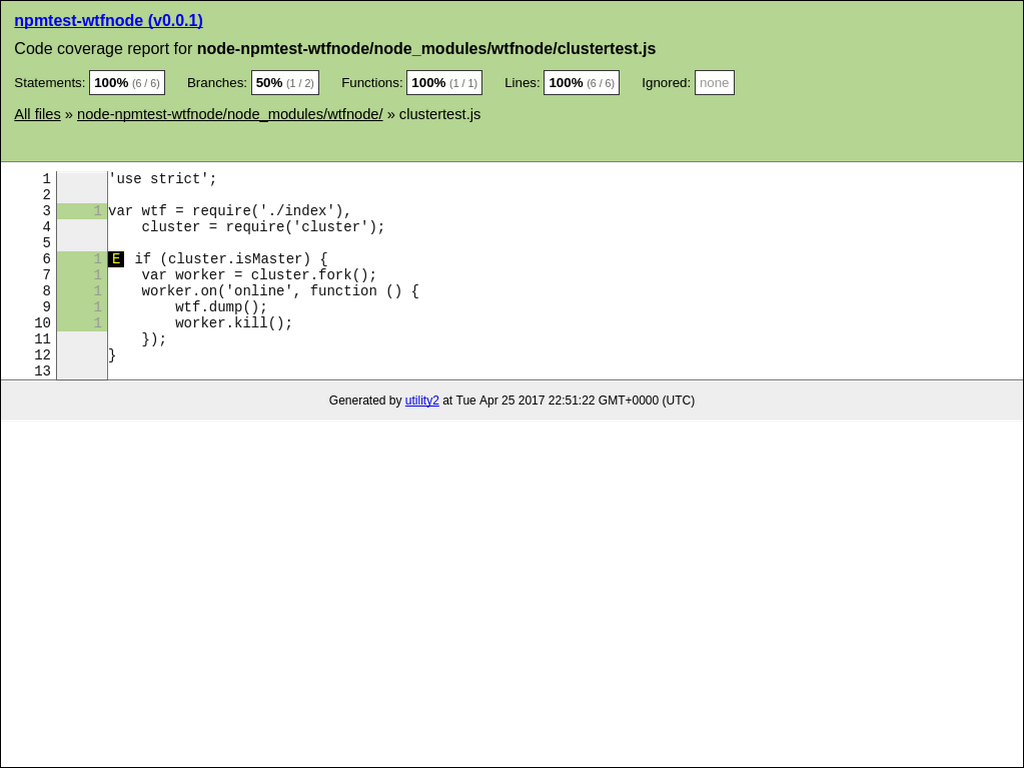 npmtest-wtfnode (v0.0.1)
Code coverage report for node-npmtest-wtfnode/node_modules/wtfnode/clustertest.js
Statements: 100% (6 / 6) Branches: 50% (1 / 2) Functions: 100% (1 / 1) Lines: 100% (6 / 6) Ignored: none
All files » node-npmtest-wtfnode/node_modules/wtfnode/ » clustertest.js
1 'use strict';
2
3 1 var wtf = require('./index'),
4     cluster = require('cluster');
5
6 1 E if (cluster.isMaster) {
7 1     var worker = cluster.fork();
8 1     worker.on('online', function () {
9 1         wtf.dump();
10 1         worker.kill();
11     });
12 }
13
Generated by utility2 at Tue Apr 25 2017 22:51:22 GMT+0000 (UTC)